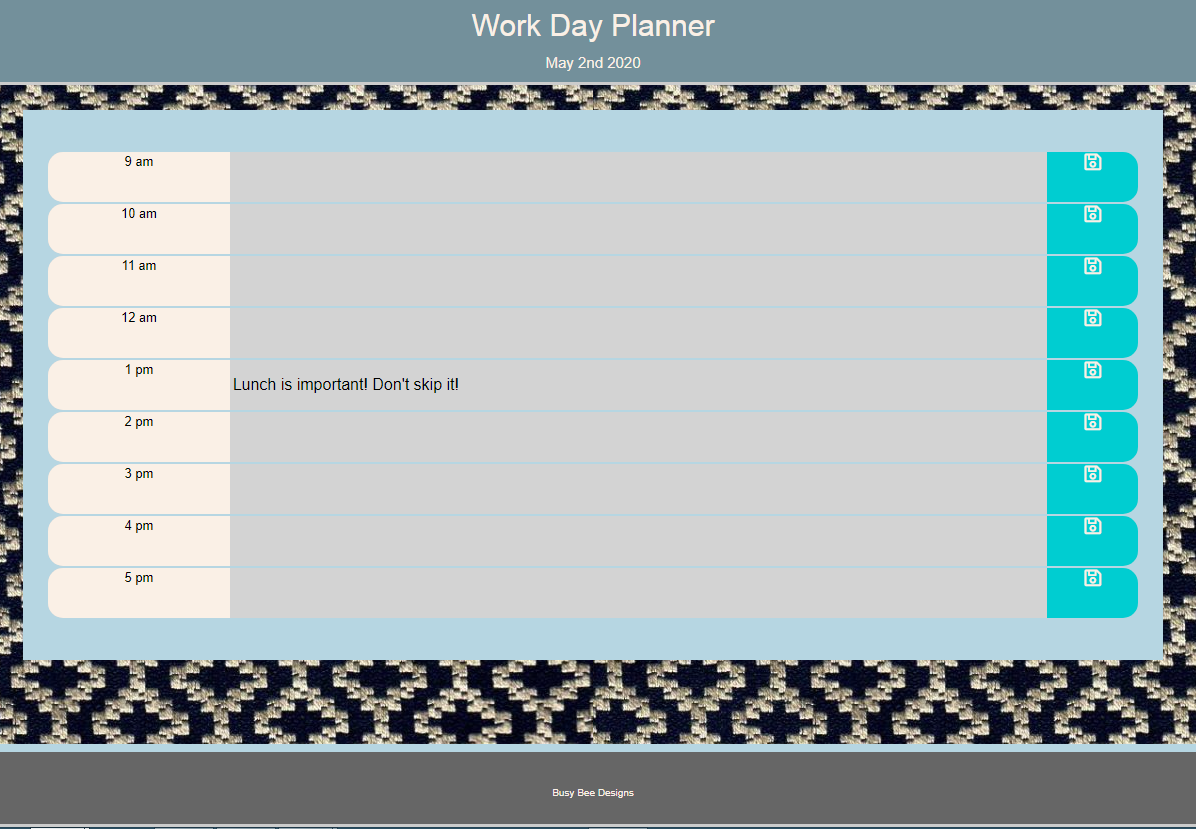 Work Day Planner
May 2nd 2020
9 am
10 am
11 am
12 am
1 pm
Lunch is important! Don't skip it!
2 pm
3 pm
4 pm
5 pm
Busy Bee Designs